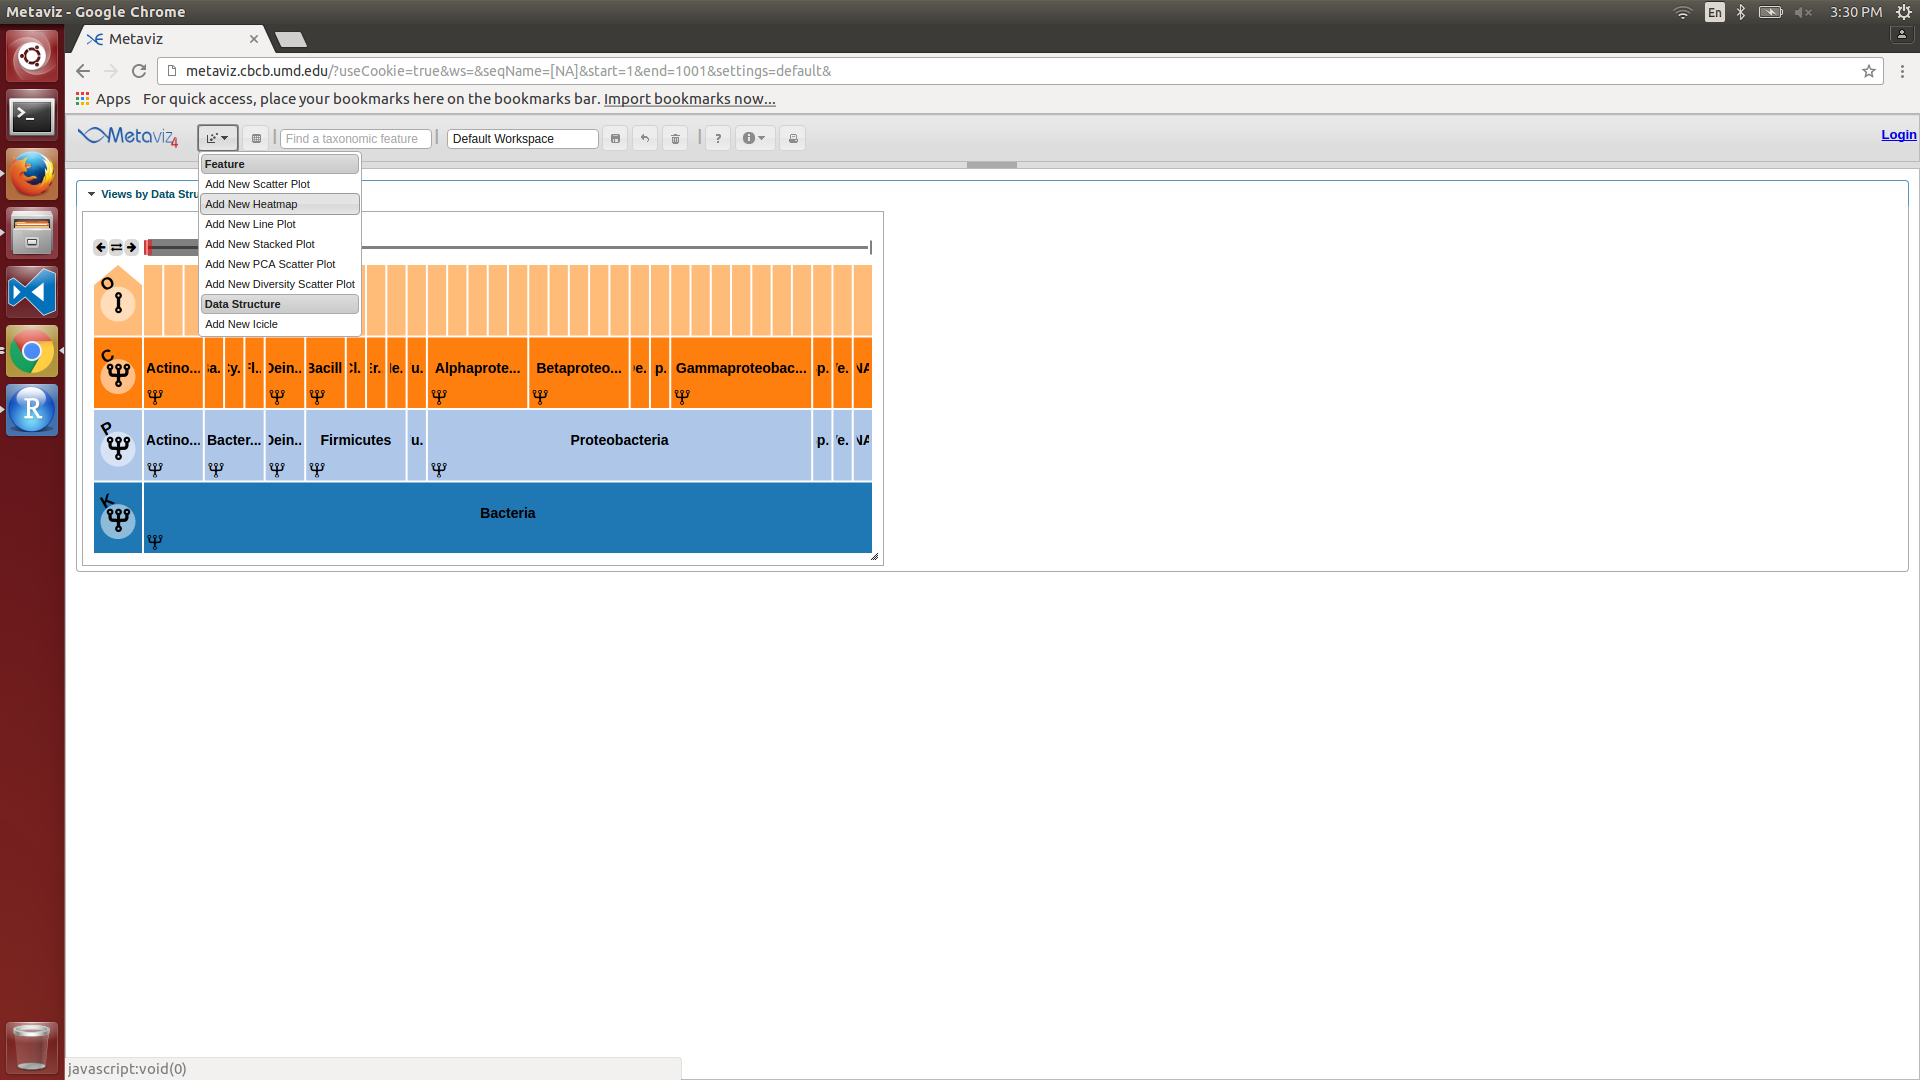 Metaviz - Google Chrome
En
3:30 PM
Metaviz
metaviz.cbcb.umd.edu/?useCookie=true&ws=&seqName=[NA]&start=1&end=1001&settings=default&
Apps For quick access, place your bookmarks here on the bookmarks bar. Import bookmarks now...
Metaviz 4
Find a taxonomic feature
Default Workspace
?
Login
Feature
Add New Scatter Plot
Add New Heatmap
Add New Line Plot
Add New Stacked Plot
Add New PCA Scatter Plot
Add New Diversity Scatter Plot
Data Structure
Add New Icicle
Views by Data Stru
O
C
Actino... Dein... Bacill Alphaprote... Betaproteo... Gammaproteobac... NA
P
Actino... Bacter... Dein... Firmicutes u. Proteobacteria p. NA
K
Bacteria
javascript:void(0)